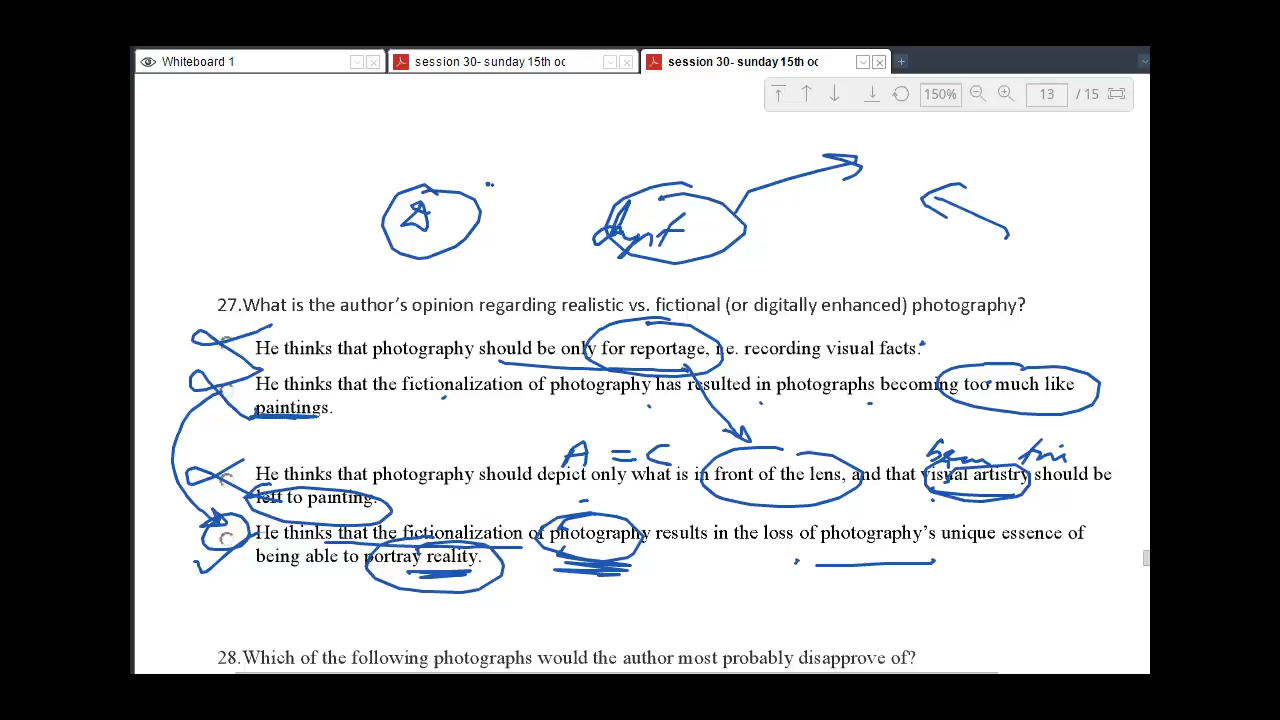 Whiteboard 1
session 30- sunday 15th oc
session 30- sunday 15th oc
150%
13 / 15
27.What is the author's opinion regarding realistic vs. fictional (or digitally enhanced) photography?
He thinks that photography should be only for reportage, i.e. recording visual facts.
He thinks that the fictionalization of photography has resulted in photographs becoming too much like
paintings.
A = C
He thinks that photography should depict only what is in front of the lens, and that visual artistry should be
left to painting.
He thinks that the fictionalization of photography results in the loss of photography's unique essence of
being able to portray reality.
28.Which of the following photographs would the author most probably disapprove of?